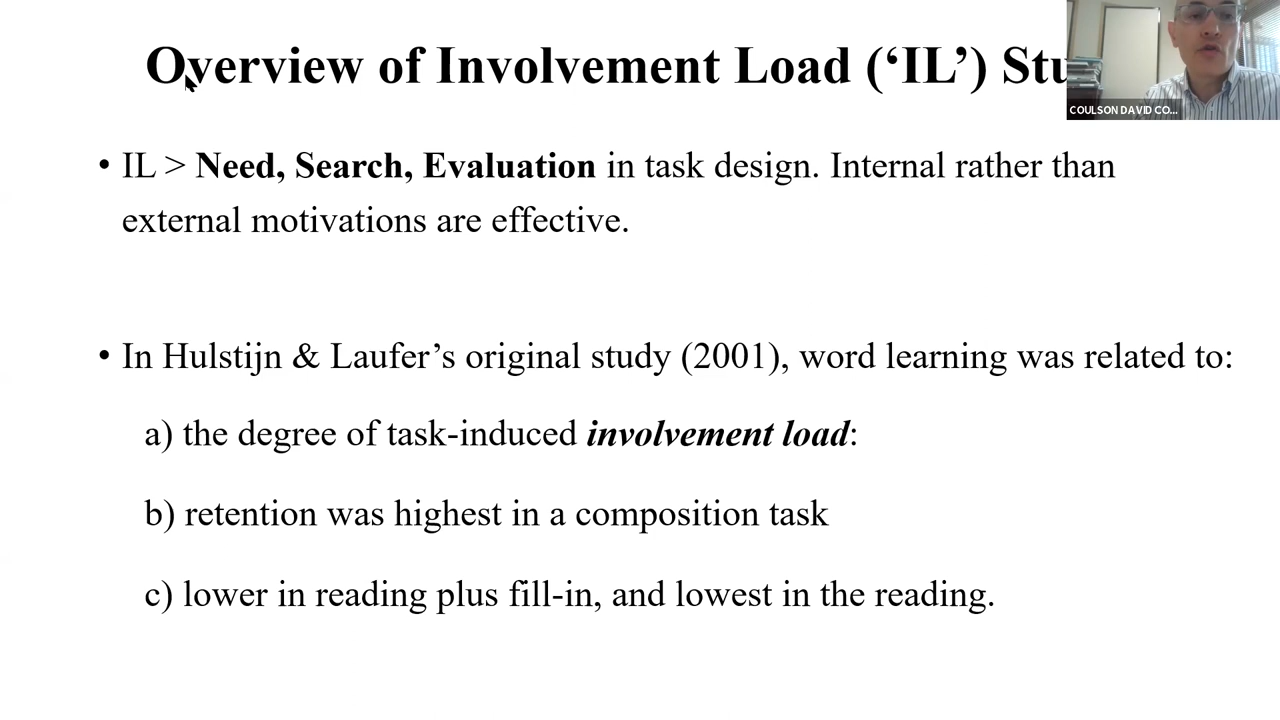 Overview of Involvement Load (‘IL’) Stu
COULSON DAVID CO...
• IL > Need, Search, Evaluation in task design. Internal rather than
external motivations are effective.
• In Hulstijn & Laufer’s original study (2001), word learning was related to:
a) the degree of task-induced involvement load:
b) retention was highest in a composition task
c) lower in reading plus fill-in, and lowest in the reading.